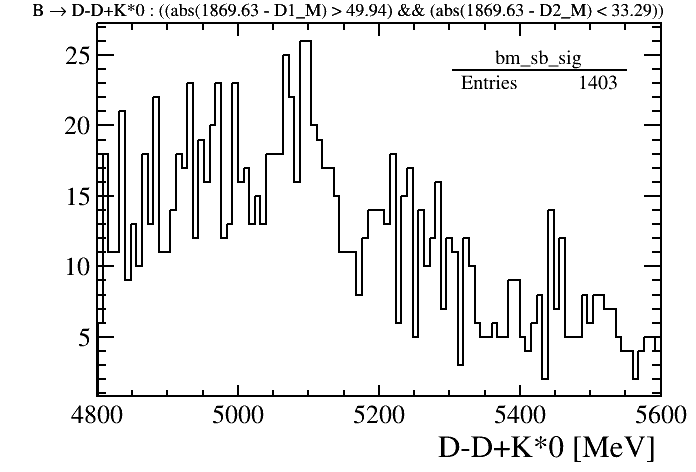 B → D-D+K*0 : ((abs(1869.63 - D1_M) > 49.94) && (abs(1869.63 - D2_M) < 33.29))
bm_sb_sig
Entries 1403
25
20
15
10
5
4800 5000 5200 5400 5600
D-D+K*0 [MeV]